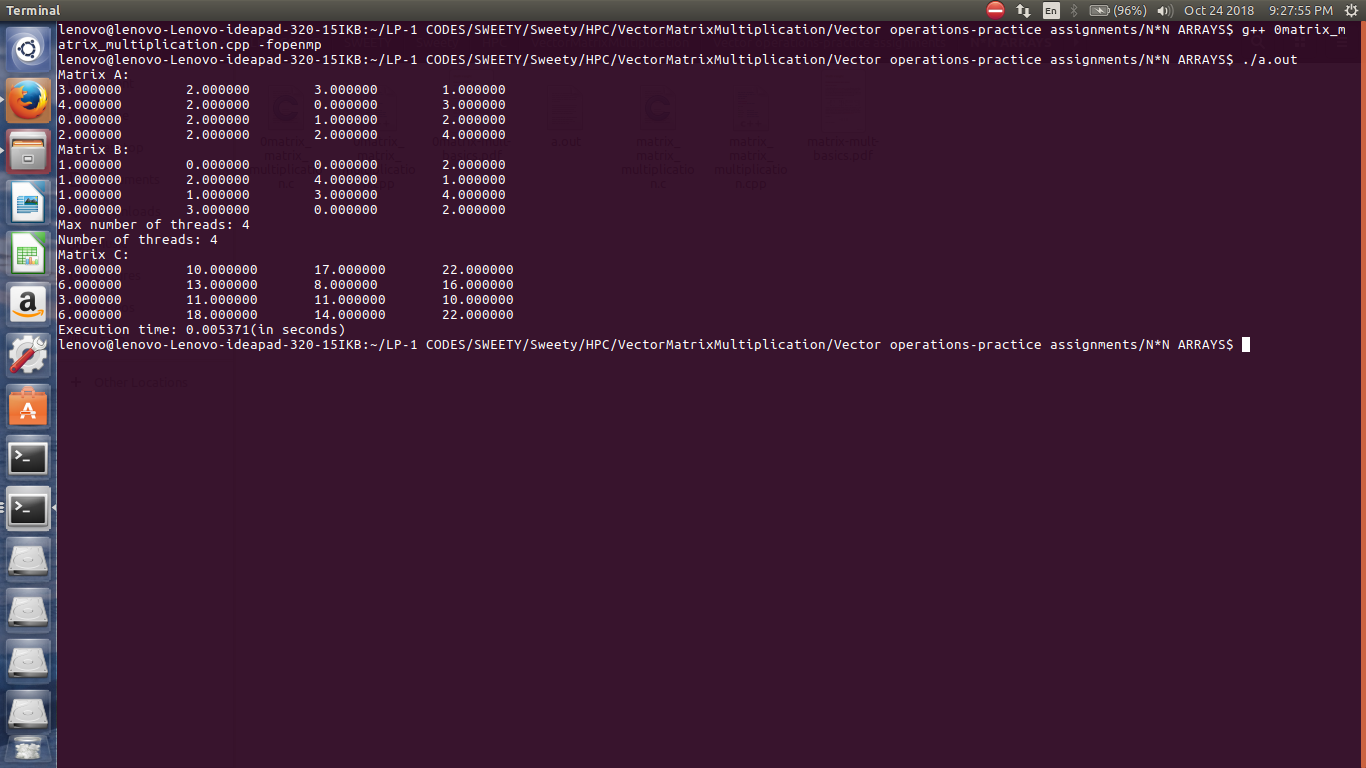 Terminal
En
(96%)
Oct 24 2018
9:27:55 PM
lenovo@lenovo-Lenovo-ideapad-320-15IKB:~/LP-1 CODES/SWEETY/Sweety/HPC/VectorMatrixMultiplication/Vector operations-practice assignments/N*N ARRAYS$ g++ 0matrix_m
atrix_multiplication.cpp -fopenmp
lenovo@lenovo-Lenovo-ideapad-320-15IKB:~/LP-1 CODES/SWEETY/Sweety/HPC/VectorMatrixMultiplication/Vector operations-practice assignments/N*N ARRAYS$ ./a.out
Matrix A:
3.000000 2.000000 3.000000 1.000000
4.000000 2.000000 0.000000 3.000000
0.000000 2.000000 1.000000 2.000000
2.000000 2.000000 2.000000 4.000000
Matrix B:
1.000000 0.000000 0.000000 2.000000
1.000000 2.000000 4.000000 1.000000
1.000000 1.000000 3.000000 4.000000
0.000000 3.000000 0.000000 2.000000
Max number of threads: 4
Number of threads: 4
Matrix C:
8.000000 10.000000 17.000000 22.000000
6.000000 13.000000 8.000000 16.000000
3.000000 11.000000 11.000000 10.000000
6.000000 18.000000 14.000000 22.000000
Execution time: 0.005371(in seconds)
lenovo@lenovo-Lenovo-ideapad-320-15IKB:~/LP-1 CODES/SWEETY/Sweety/HPC/VectorMatrixMultiplication/Vector operations-practice assignments/N*N ARRAYS$
+ Other Locations